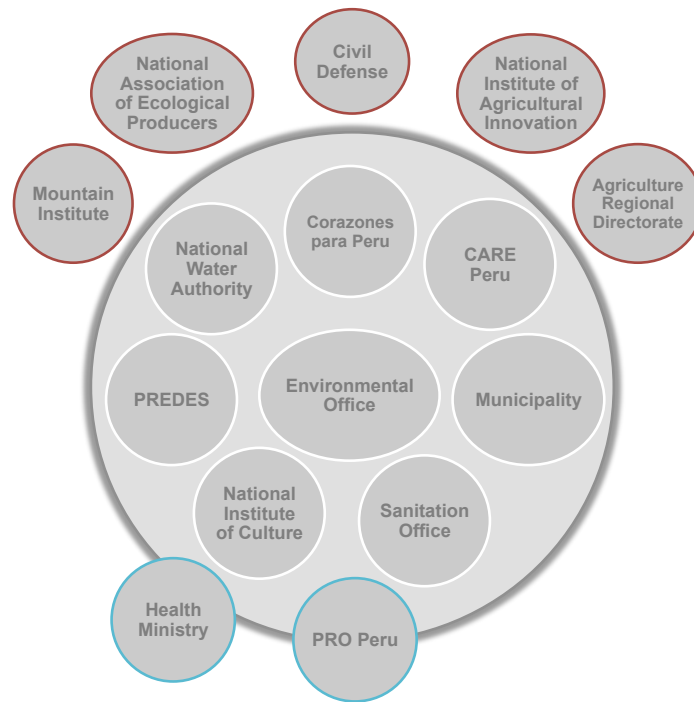 National
Association
of Ecological
Producers
Civil
Defense
National
Institute of
Agricultural
Innovation
Mountain
Institute
Agriculture
Regional
Directorate
National
Water
Authority
Corazones
para Peru
CARE
Peru
PREDES
Environmental
Office
Municipality
National
Institute
of Culture
Sanitation
Office
Health
Ministry
PRO Peru